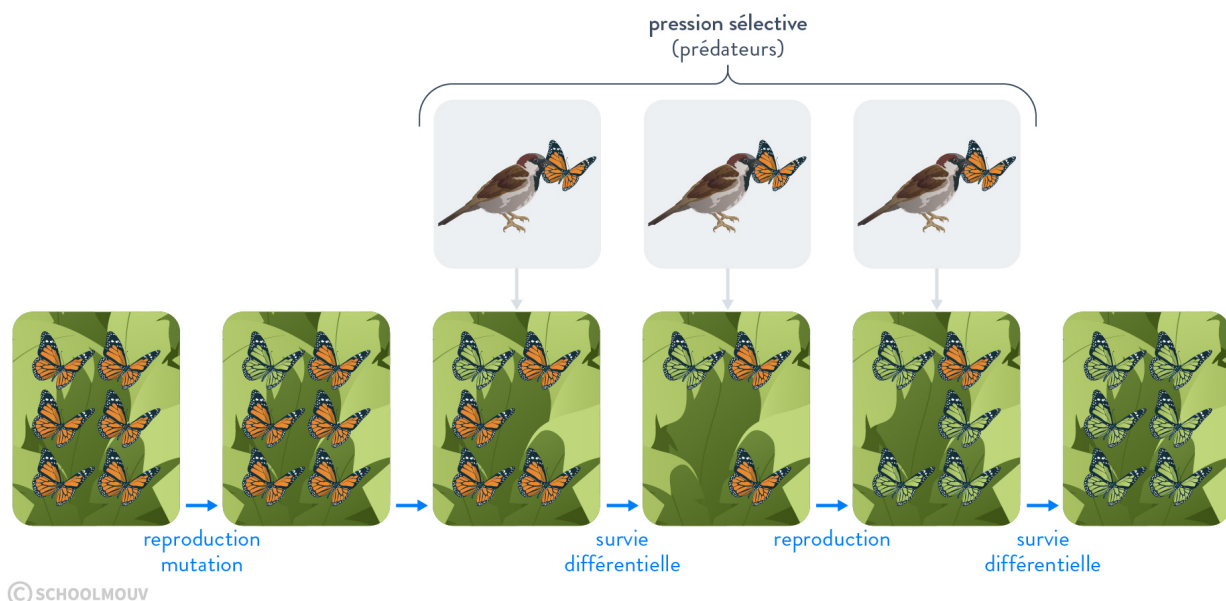 pression sélective
(prédateurs)
reproduction
mutation
survie
différentielle
reproduction
survie
différentielle
© SCHOOLMOUV